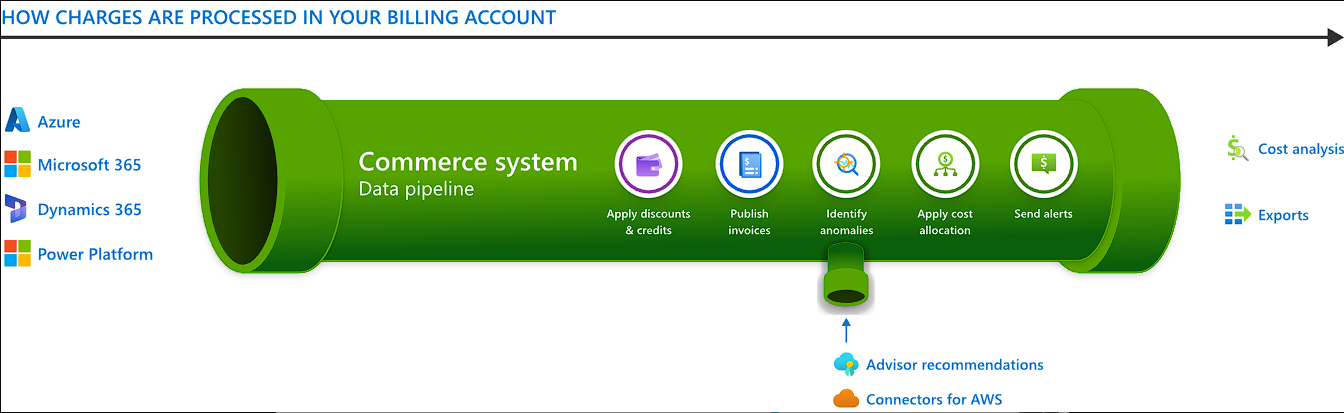 HOW CHARGES ARE PROCESSED IN YOUR BILLING ACCOUNT
Azure
Microsoft 365
Dynamics 365
Power Platform
Commerce system
Data pipeline
Apply discounts
& credits
Publish
invoices
Identify
anomalies
Apply cost
allocation
Send alerts
Advisor recommendations
Connectors for AWS
Cost analysis
Exports